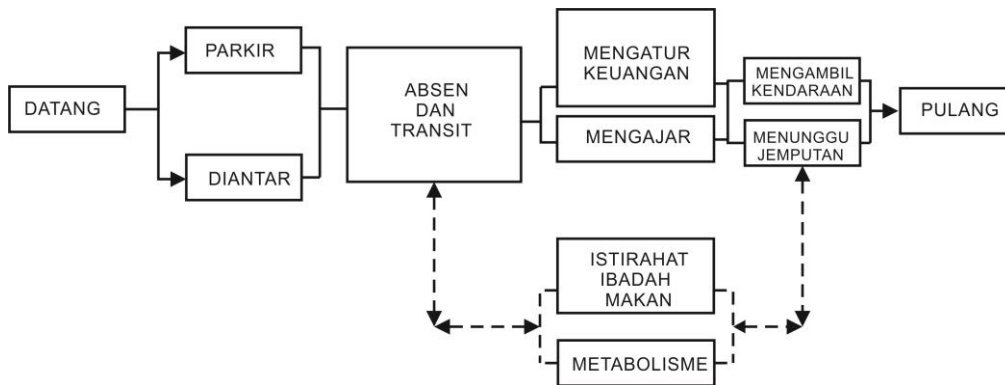 DATANG
PARKIR
DIANTAR
ABSEN
DAN
TRANSIT
MENGATUR
KEUANGAN
MENGAJAR
MENGAMBIL
KENDARAAN
MENUNGGU
JEMPUTAN
PULANG
ISTIRAHAT
IBADAH
MAKAN
METABOLISME